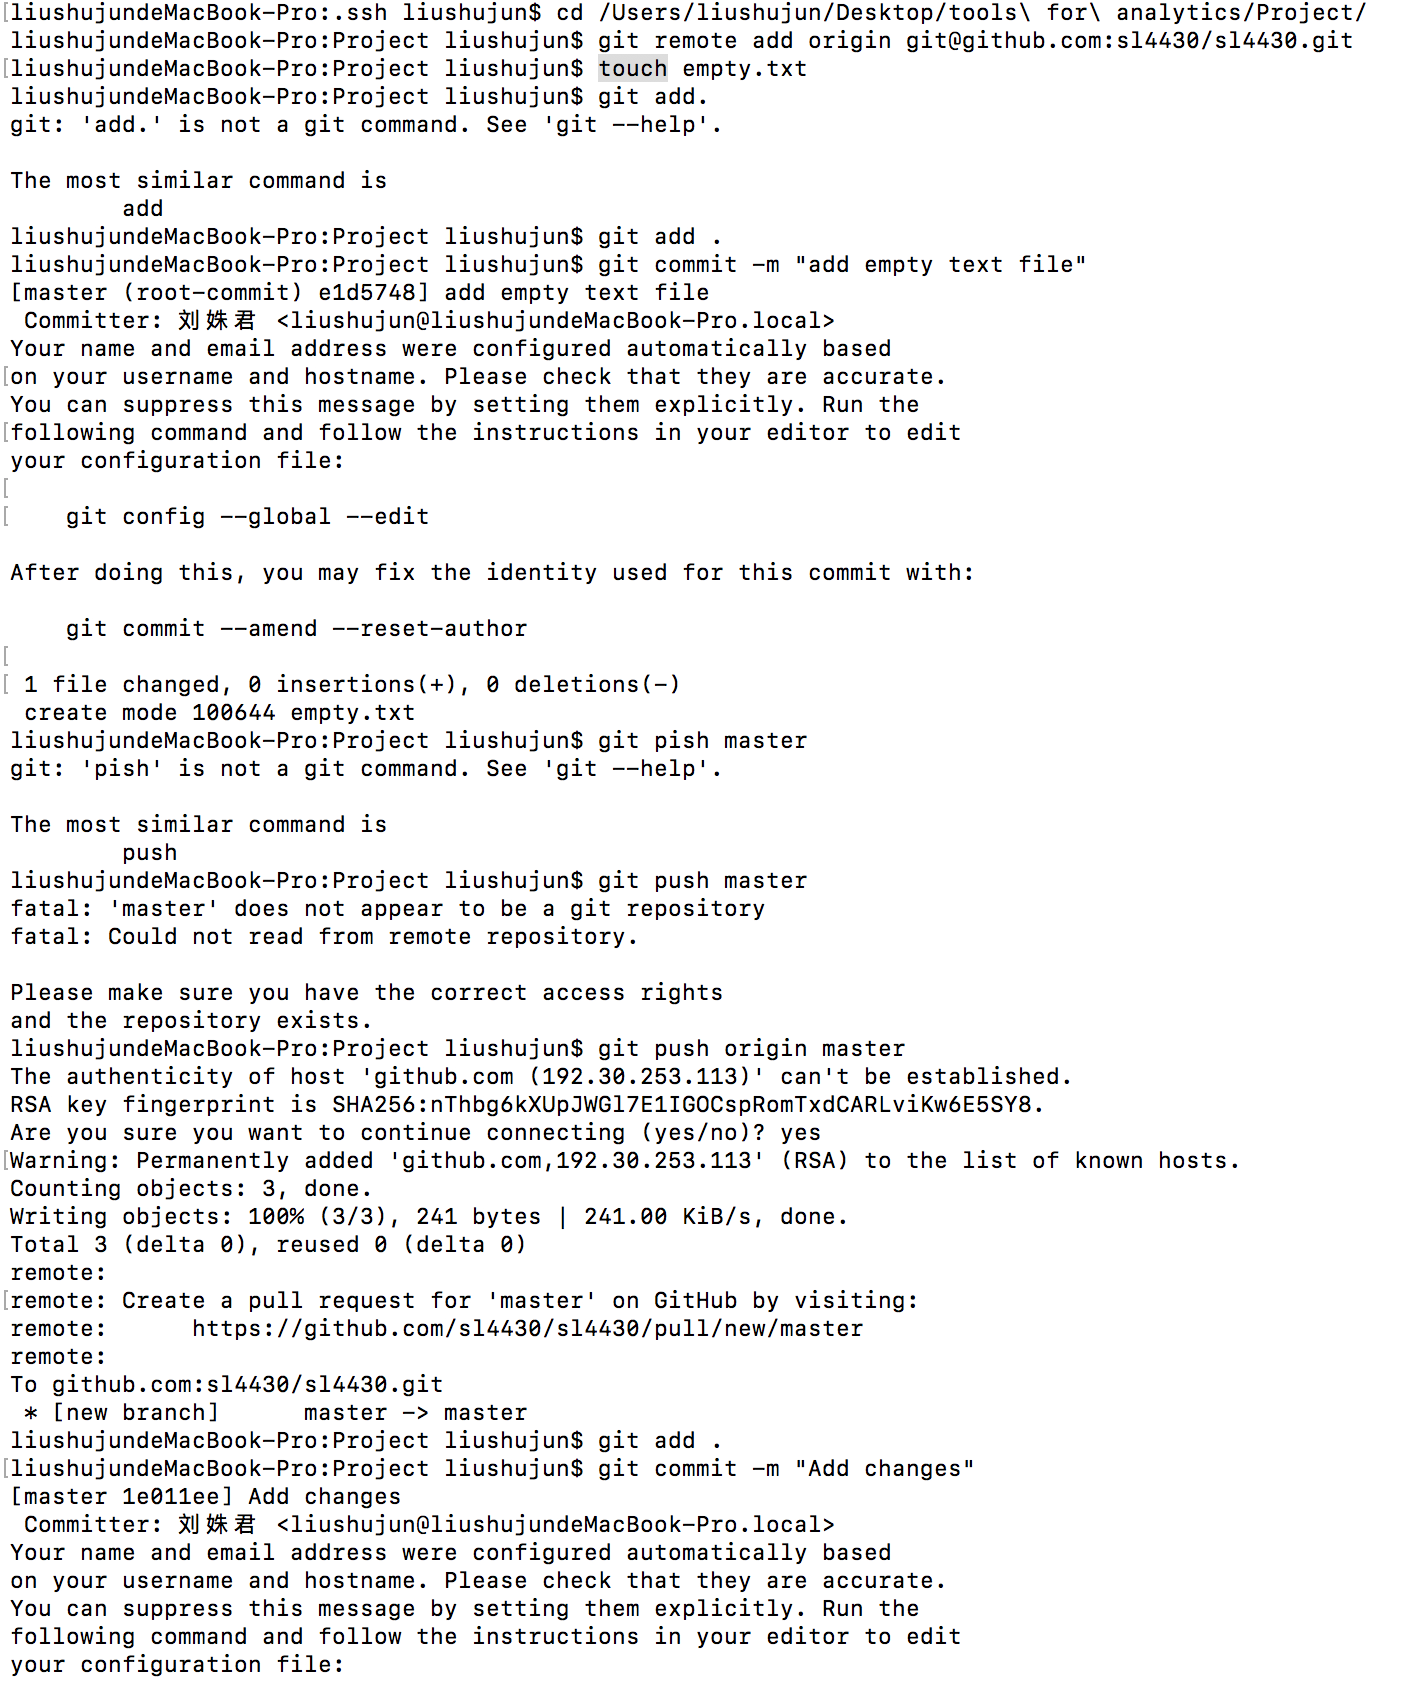 [liushujundeMacBook-Pro:.ssh liushujun$ cd /Users/liushujun/Desktop/tools\ for\ analytics/Project/
liushujundeMacBook-Pro:Project liushujun$ git remote add origin git@github.com:sl4430/sl4430.git
[liushujundeMacBook-Pro:Project liushujun$ touch empty.txt
liushujundeMacBook-Pro:Project liushujun$ git add.
git: 'add.' is not a git command. See 'git --help'.

The most similar command is
        add
liushujundeMacBook-Pro:Project liushujun$ git add .
liushujundeMacBook-Pro:Project liushujun$ git commit -m "add empty text file"
[master (root-commit) e1d5748] add empty text file
 Committer: 刘姝君 <liushujun@liushujundeMacBook-Pro.local>
Your name and email address were configured automatically based
[on your username and hostname. Please check that they are accurate.
You can suppress this message by setting them explicitly. Run the
[following command and follow the instructions in your editor to edit
your configuration file:
[
[    git config --global --edit

After doing this, you may fix the identity used for this commit with:

    git commit --amend --reset-author
[
[ 1 file changed, 0 insertions(+), 0 deletions(-)
 create mode 100644 empty.txt
liushujundeMacBook-Pro:Project liushujun$ git pish master
git: 'pish' is not a git command. See 'git --help'.

The most similar command is
        push
liushujundeMacBook-Pro:Project liushujun$ git push master
fatal: 'master' does not appear to be a git repository
fatal: Could not read from remote repository.

Please make sure you have the correct access rights
and the repository exists.
liushujundeMacBook-Pro:Project liushujun$ git push origin master
The authenticity of host 'github.com (192.30.253.113)' can't be established.
RSA key fingerprint is SHA256:nThbg6kXUpJWGl7E1IGOCspRomTxdCARLviKw6E5SY8.
Are you sure you want to continue connecting (yes/no)? yes
[Warning: Permanently added 'github.com,192.30.253.113' (RSA) to the list of known hosts.
Counting objects: 3, done.
Writing objects: 100% (3/3), 241 bytes | 241.00 KiB/s, done.
Total 3 (delta 0), reused 0 (delta 0)
remote:
[remote: Create a pull request for 'master' on GitHub by visiting:
remote:      https://github.com/sl4430/sl4430/pull/new/master
remote:
To github.com:sl4430/sl4430.git
 * [new branch]      master -> master
liushujundeMacBook-Pro:Project liushujun$ git add .
[liushujundeMacBook-Pro:Project liushujun$ git commit -m "Add changes"
[master 1e011ee] Add changes
 Committer: 刘姝君 <liushujun@liushujundeMacBook-Pro.local>
Your name and email address were configured automatically based
on your username and hostname. Please check that they are accurate.
You can suppress this message by setting them explicitly. Run the
following command and follow the instructions in your editor to edit
your configuration file: